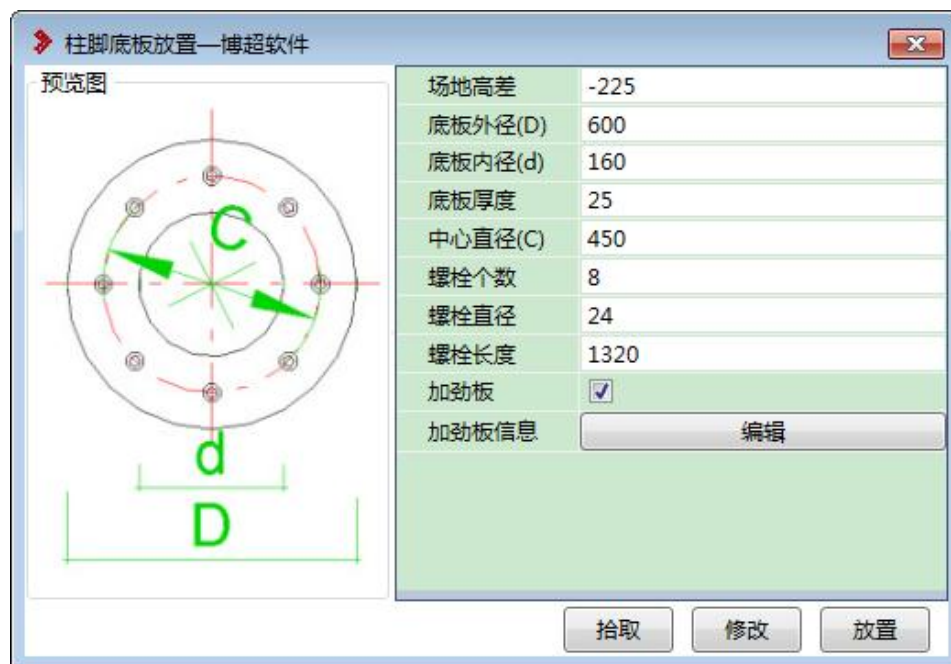 柱脚底板放置—博超软件
预览图
C
d
D
场地高差 -225
底板外径(D) 600
底板内径(d) 160
底板厚度 25
中心直径(C) 450
螺栓个数 8
螺栓直径 24
螺栓长度 1320
加劲板
加劲板信息 编辑
拾取 修改 放置